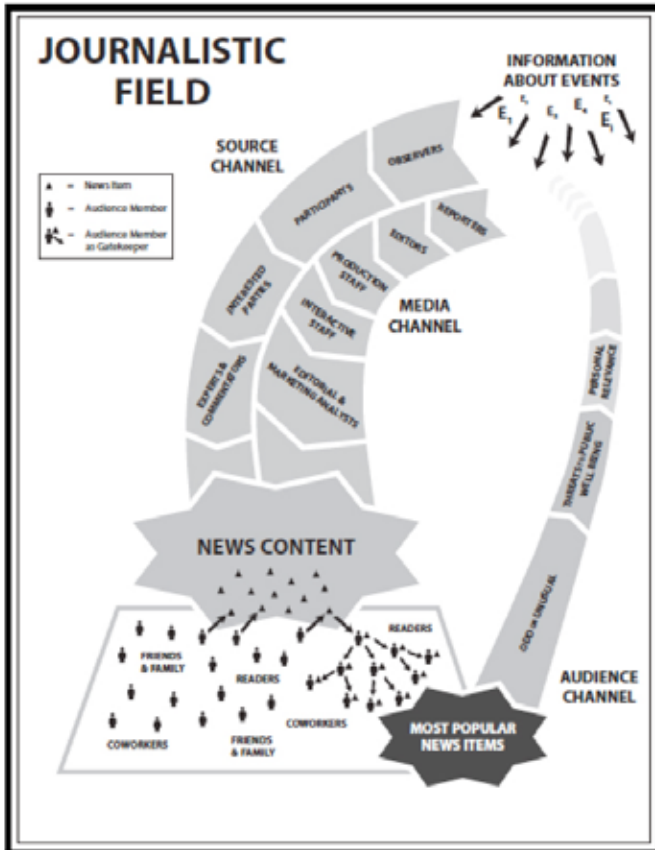 JOURNALISTIC
FIELD
INFORMATION
ABOUT EVENTS
E₁
SOURCE
CHANNEL
OBSERVERS
PARTICIPANTS
INTERESTED
PARTIES
EXPERTS &
COMMENTATORS
= News Item
= Audience Member
= Audience Member
as Gatekeeper
REPORTERS
EDITORS
PRODUCTION
STAFF
INTERACTIVE
STAFF
EDITORIAL &
MARKETING ANALYSTS
MEDIA
CHANNEL
PERSONAL
RELEVANCE
THREATS TO PUBLIC
WELL BEING
ODD OR UNUSUAL
AUDIENCE
CHANNEL
NEWS CONTENT
FRIENDS
& FAMILY
READERS
READERS
COWORKERS
COWORKERS
FRIENDS
& FAMILY
MOST POPULAR
NEWS ITEMS